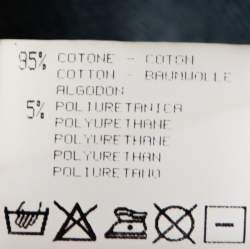 95% COTONE - COTON
COTTON - BAUMWOLLE
ALGODON
5% POLIURETANICA
POLYURETHANE
POLYURETHANE
POLYURETHAN
POLIURETANO